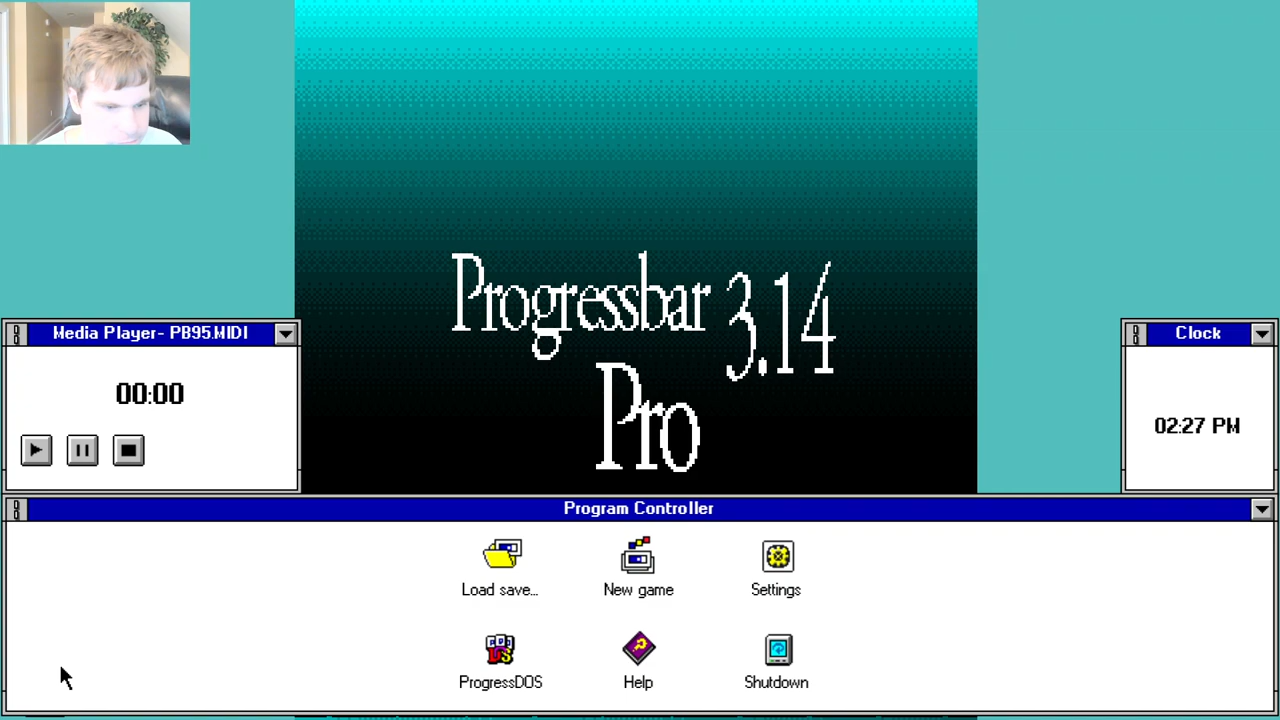 Progressbar 3.14
Pro
Media Player- PB95.MIDI
00:00
Clock
02:27 PM
Program Controller
Load save...
New game
Settings
ProgressDOS
Help
Shutdown